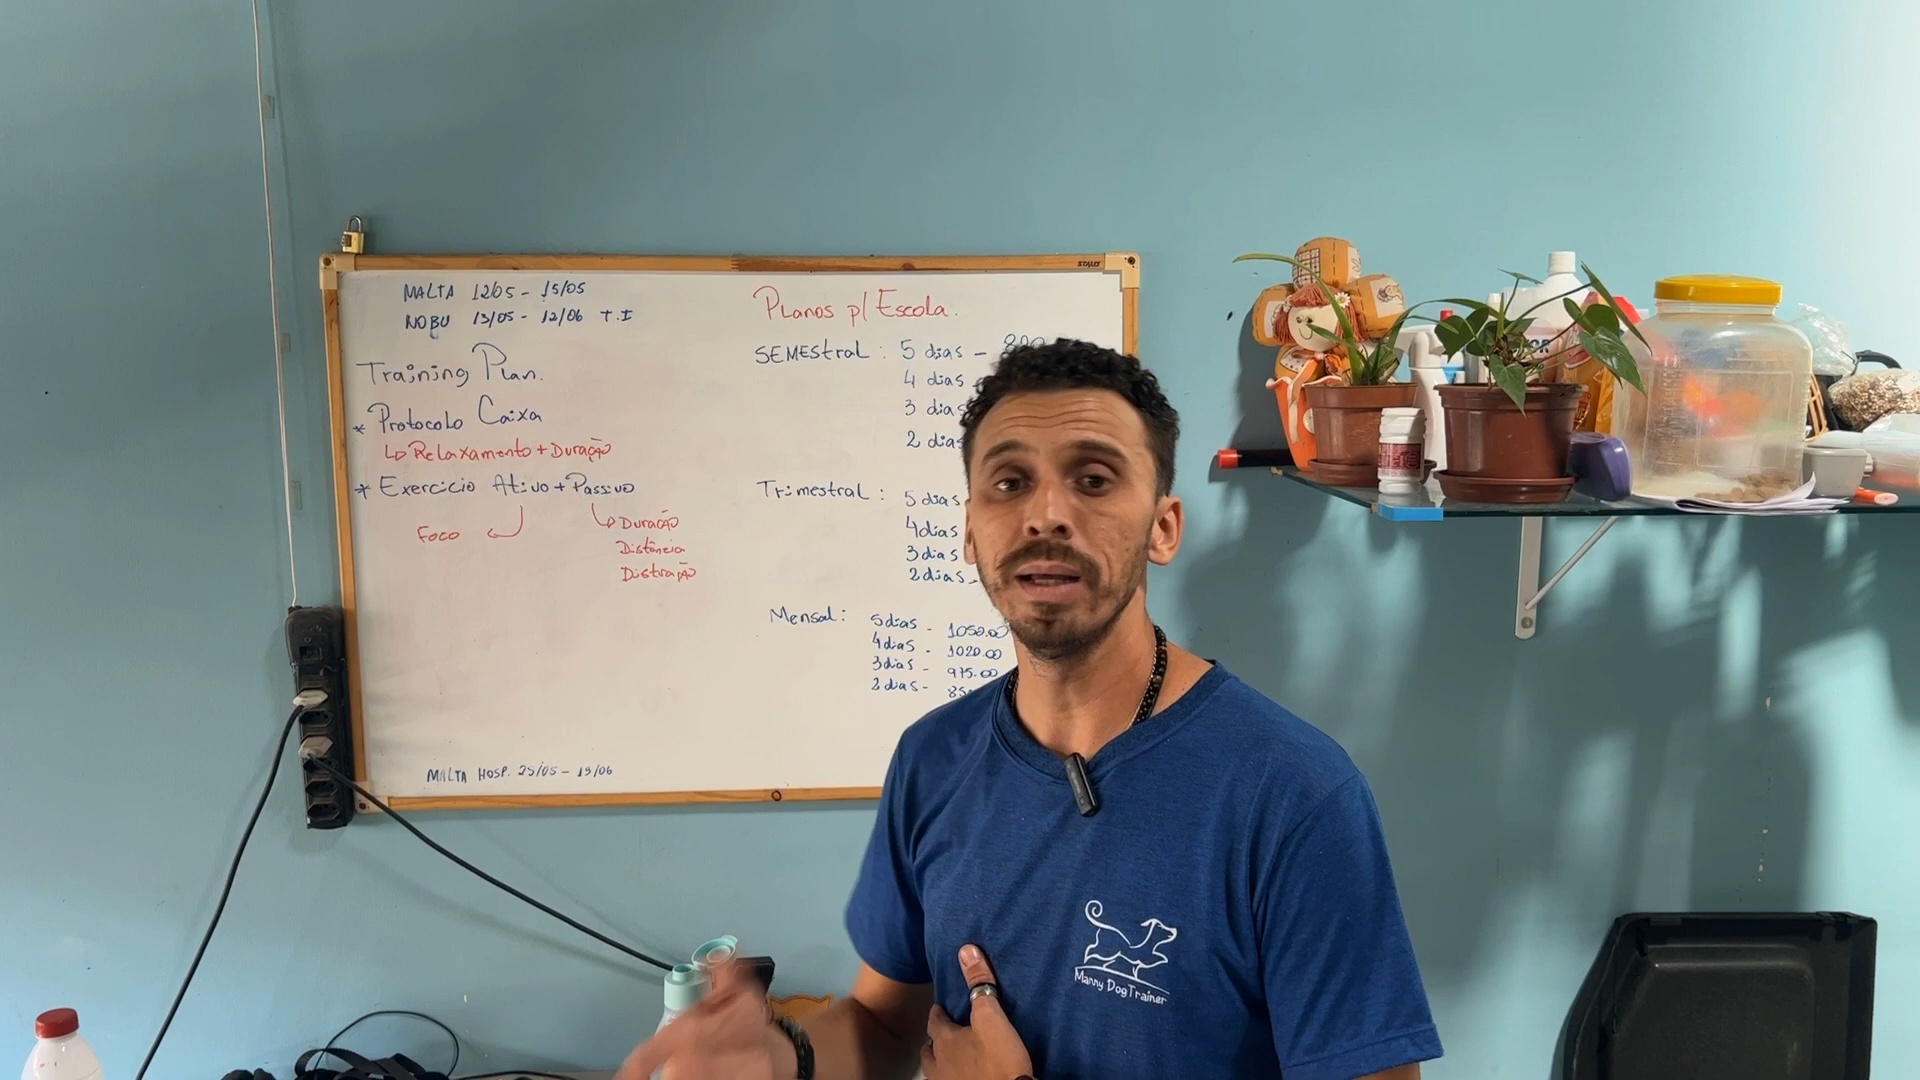 MALTA 12/05 - 15/05
NOBU 13/05 - 12/06 T.I
Training Plan.
* Protocolo Caixa
↳ Relaxamento + Duração
* Exercício Ativo + Passivo
Foco
↳ Duração
Distância
Distração
MALTA HOSP. 25/05 - 15/06
STALO
Planos p/ Escola.
SEMEStral : 5 dias -
4 dias
3 dias
2 dias
Trimestral : 5 dias
4 dias
3 dias
2 dias -
Mensal: 5 dias - 1050.00
4 dias - 1020.00
3 dias - 975.00
2 dias - 85
Manny DogTrainer